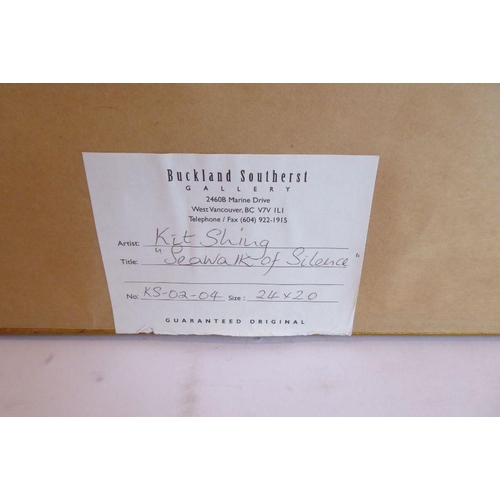 Buckland Southerst
GALLERY
2460B Marine Drive
West Vancouver, BC V7V 1L1
Telephone / Fax (604) 922-1915
Artist: Kit Shing
Title: "Seawalk of Silence"
No: KS-02-04 Size: 24x20
GUARANTEED ORIGINAL